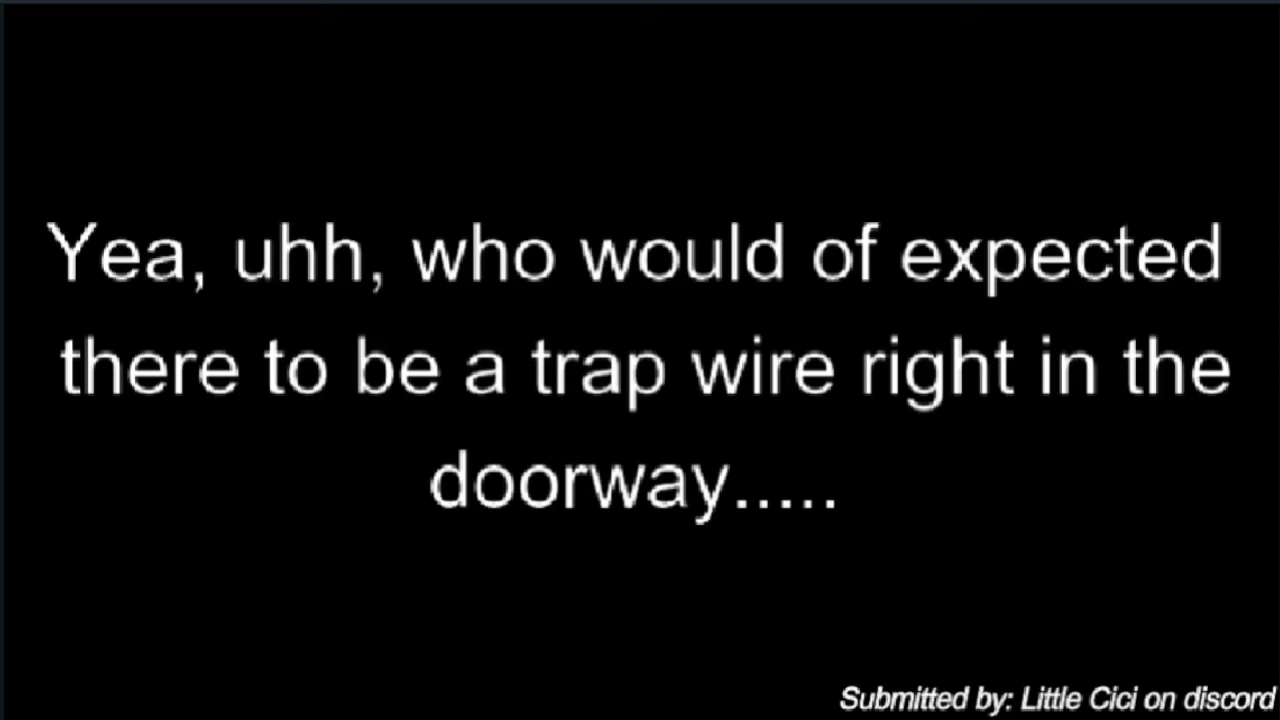 Yea, uhh, who would of expected
there to be a trap wire right in the
doorway.....
Submitted by: Little Cici on discord